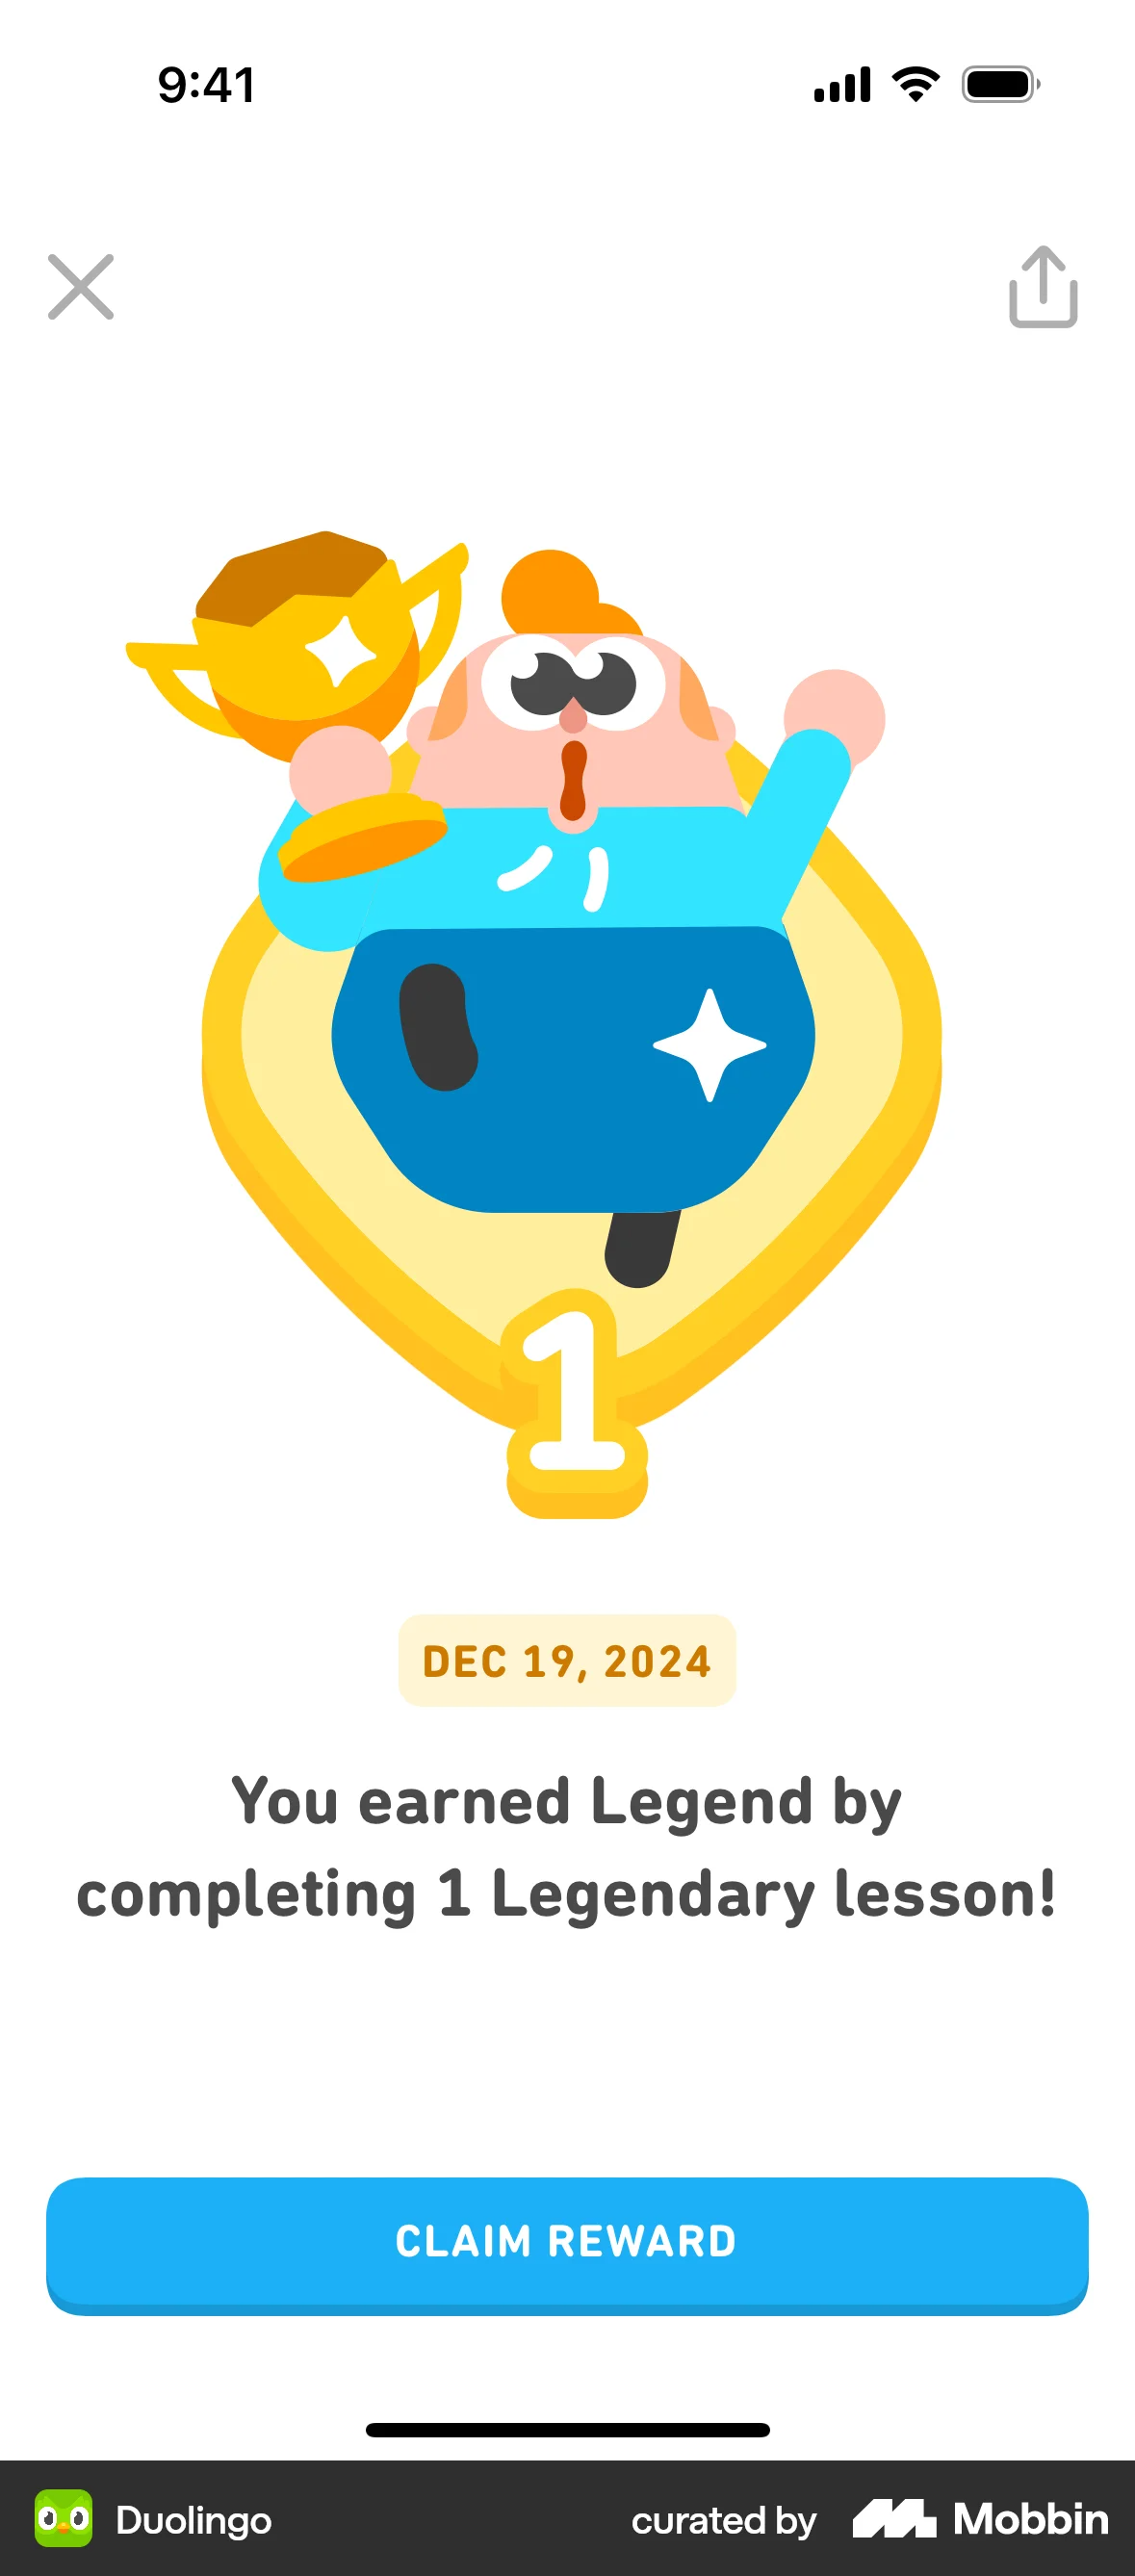 9:41
1
DEC 19, 2024
You earned Legend by
completing 1 Legendary lesson!
CLAIM REWARD
Duolingo
curated by Mobbin